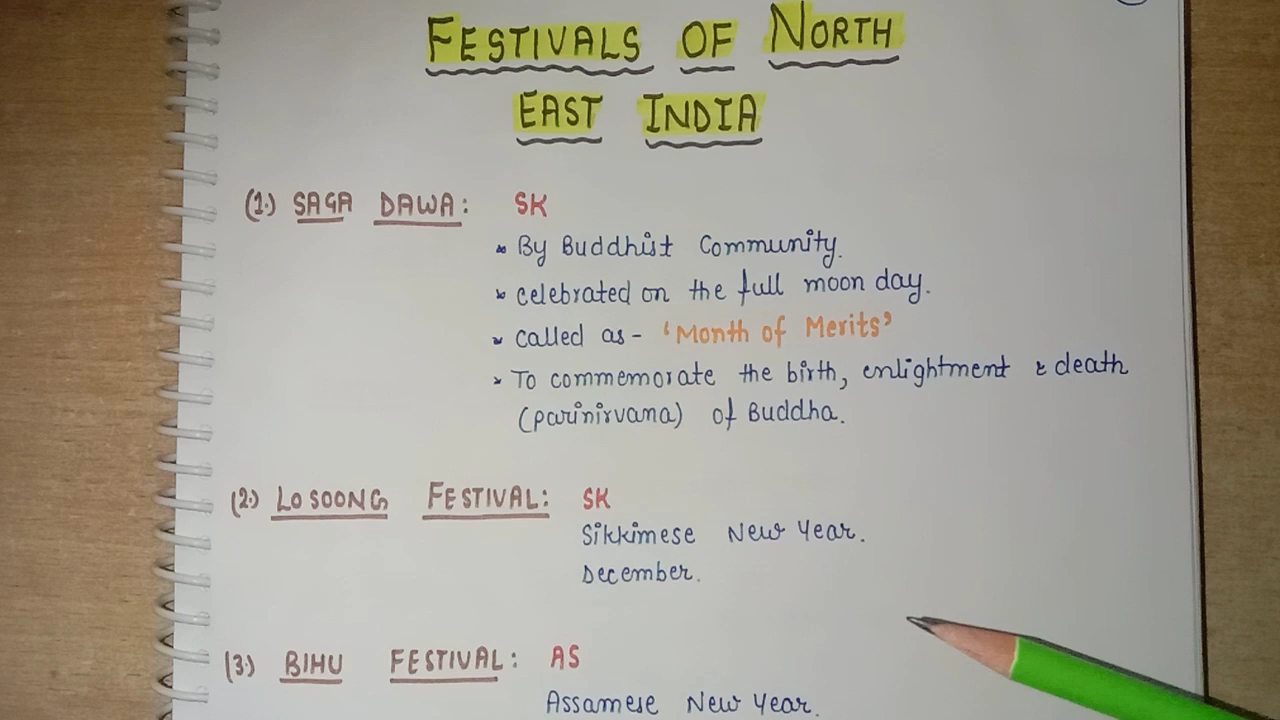 FESTIVALS OF NORTH
EAST INDIA
(1.) SAGA DAWA: SK
By Buddhist Community.
celebrated on the full moon day.
called as - 'Month of Merits'
To commemorate the birth, enlightment & death
(parinirvana) of Buddha.
(2.) LOSOONG FESTIVAL: SK
Sikkimese New Year.
December.
(3.) BIHU FESTIVAL: AS
Assamese New Year.